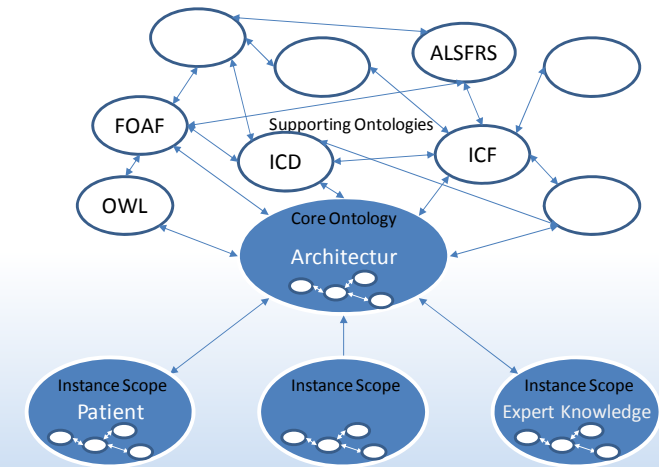 ALSFRS
FOAF
Supporting Ontologies
ICD
ICF
OWL
Core Ontology
Architectur
Instance Scope
Patient
Instance Scope
Instance Scope
Expert Knowledge